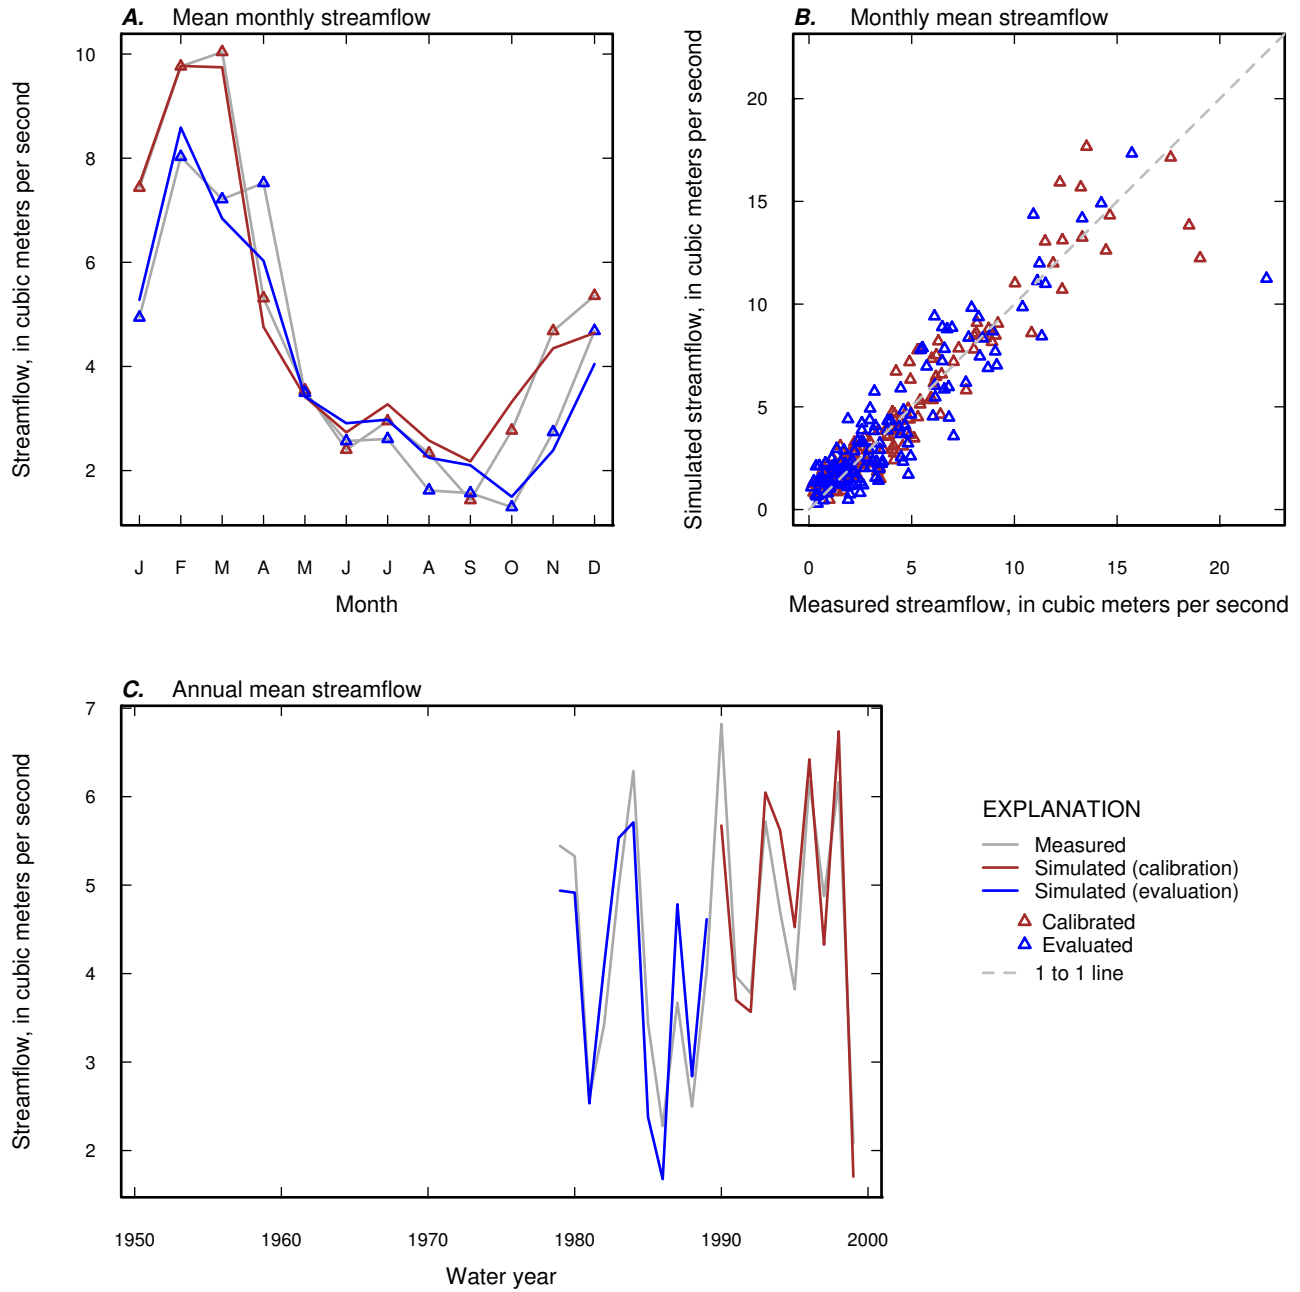 A. Mean monthly streamflow
Streamflow, in cubic meters per second
10
8
6
4
2
J F M A M J J A S O N D
Month
B. Monthly mean streamflow
Simulated streamflow, in cubic meters per second
20
15
10
5
0
0 5 10 15 20
Measured streamflow, in cubic meters per second
C. Annual mean streamflow
Streamflow, in cubic meters per second
7
6
5
4
3
2
1950 1960 1970 1980 1990 2000
Water year
EXPLANATION
Measured
Simulated (calibration)
Simulated (evaluation)
Calibrated
Evaluated
1 to 1 line